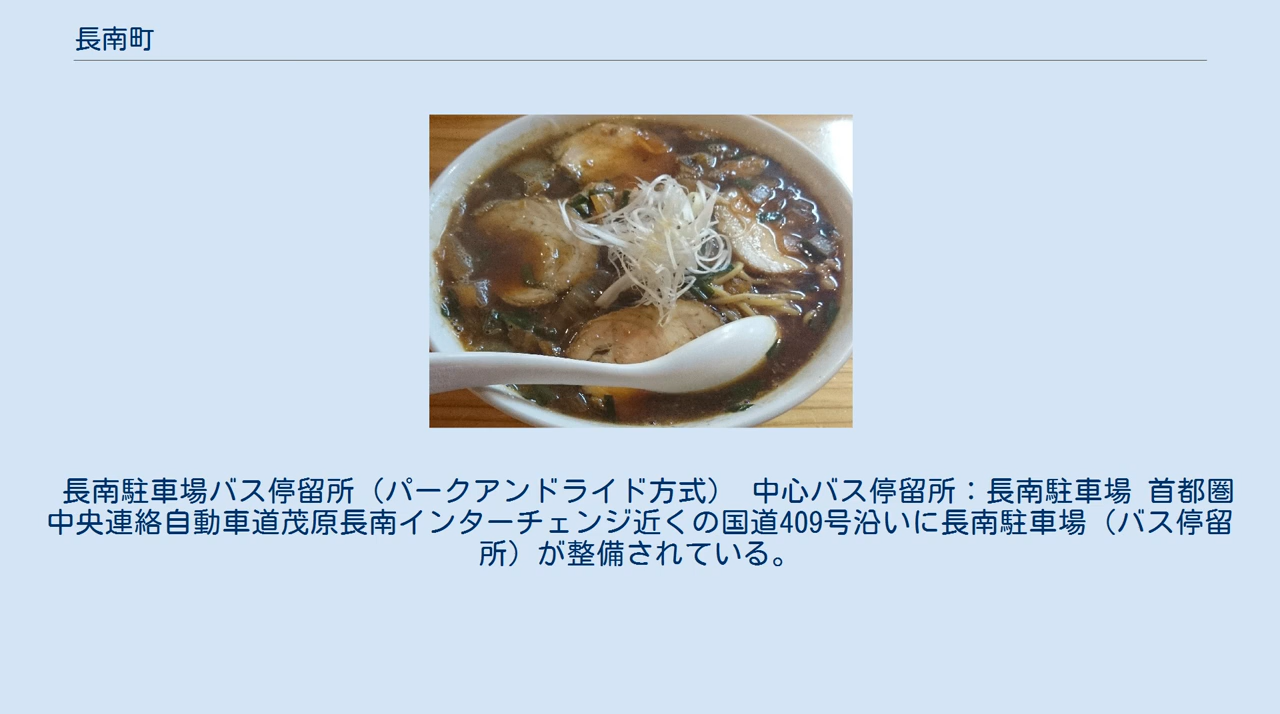 長南町
長南駐車場バス停留所（パークアンドライド方式） 中心バス停留所：長南駐車場 首都圏
中央連絡自動車道茂原長南インターチェンジ近くの国道409号沿いに長南駐車場（バス停留
所）が整備されている。